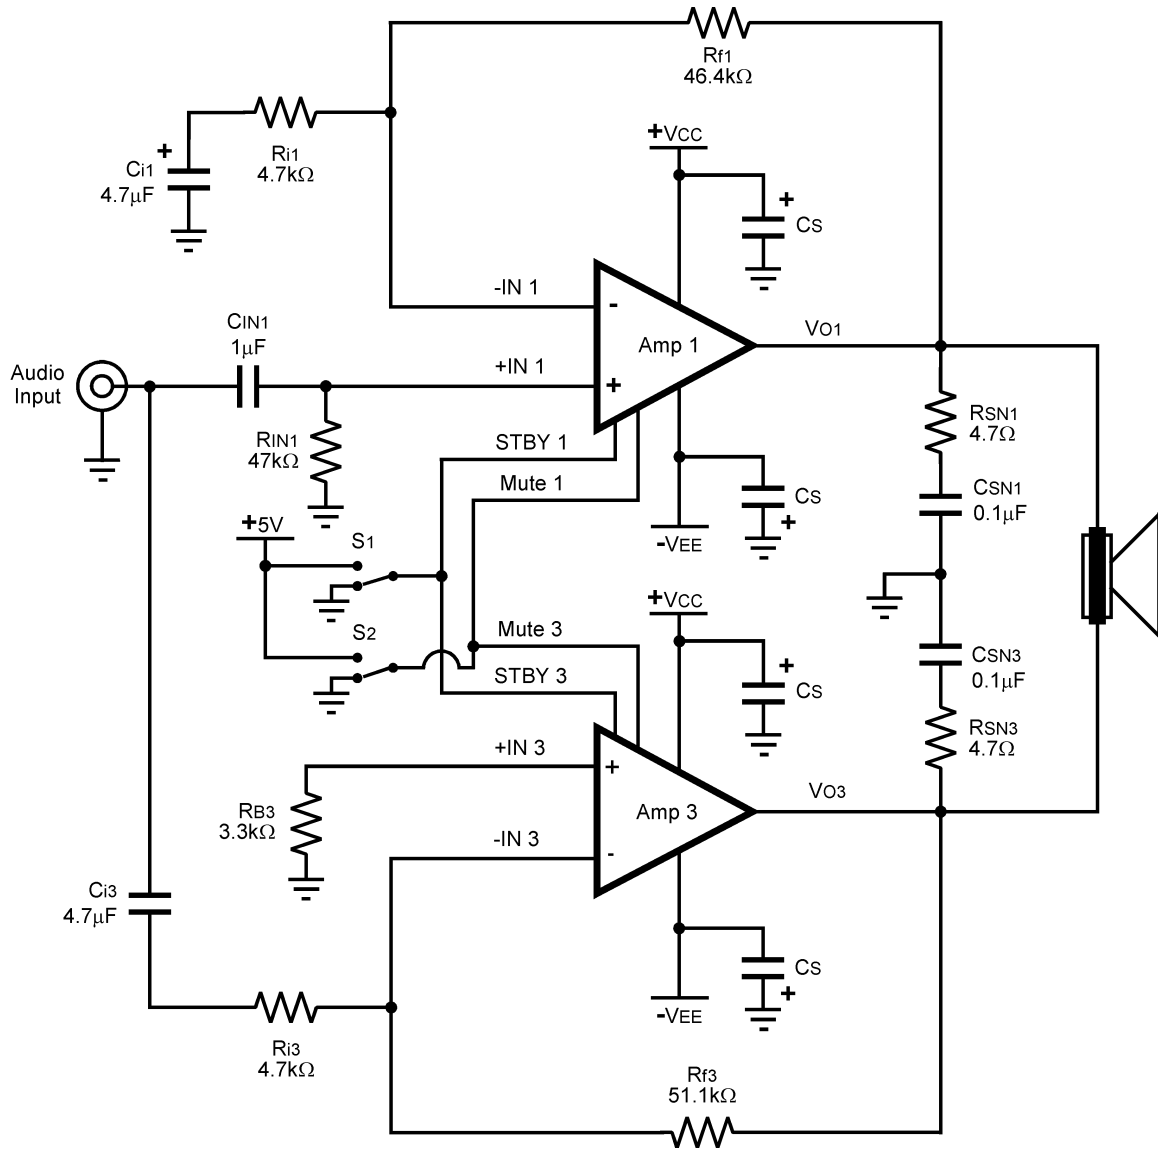 Rf1
46.4kΩ
Ri1
4.7kΩ
+
Ci1
4.7µF
+VCC
+
CS
-IN 1
-
CIN1
1µF
Amp 1
VO1
Audio
Input
+IN 1
+
RIN1
47kΩ
RSN1
4.7Ω
STBY 1
Mute 1
CS
+
CSN1
0.1µF
+5V
-VEE
S1
+VCC
S2
Mute 3
+
CS
CSN3
0.1µF
STBY 3
RSN3
4.7Ω
+IN 3
+
VO3
RB3
3.3kΩ
Amp 3
-IN 3
-
Ci3
4.7µF
CS
+
-VEE
Ri3
4.7kΩ
Rf3
51.1kΩ